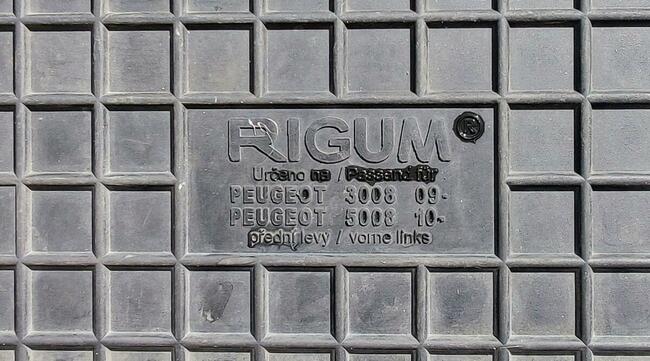 RIGUM ®
Určeno na / Passend für
PEUGEOT 3008 09-
PEUGEOT 5008 10-
přední levý / vorne links